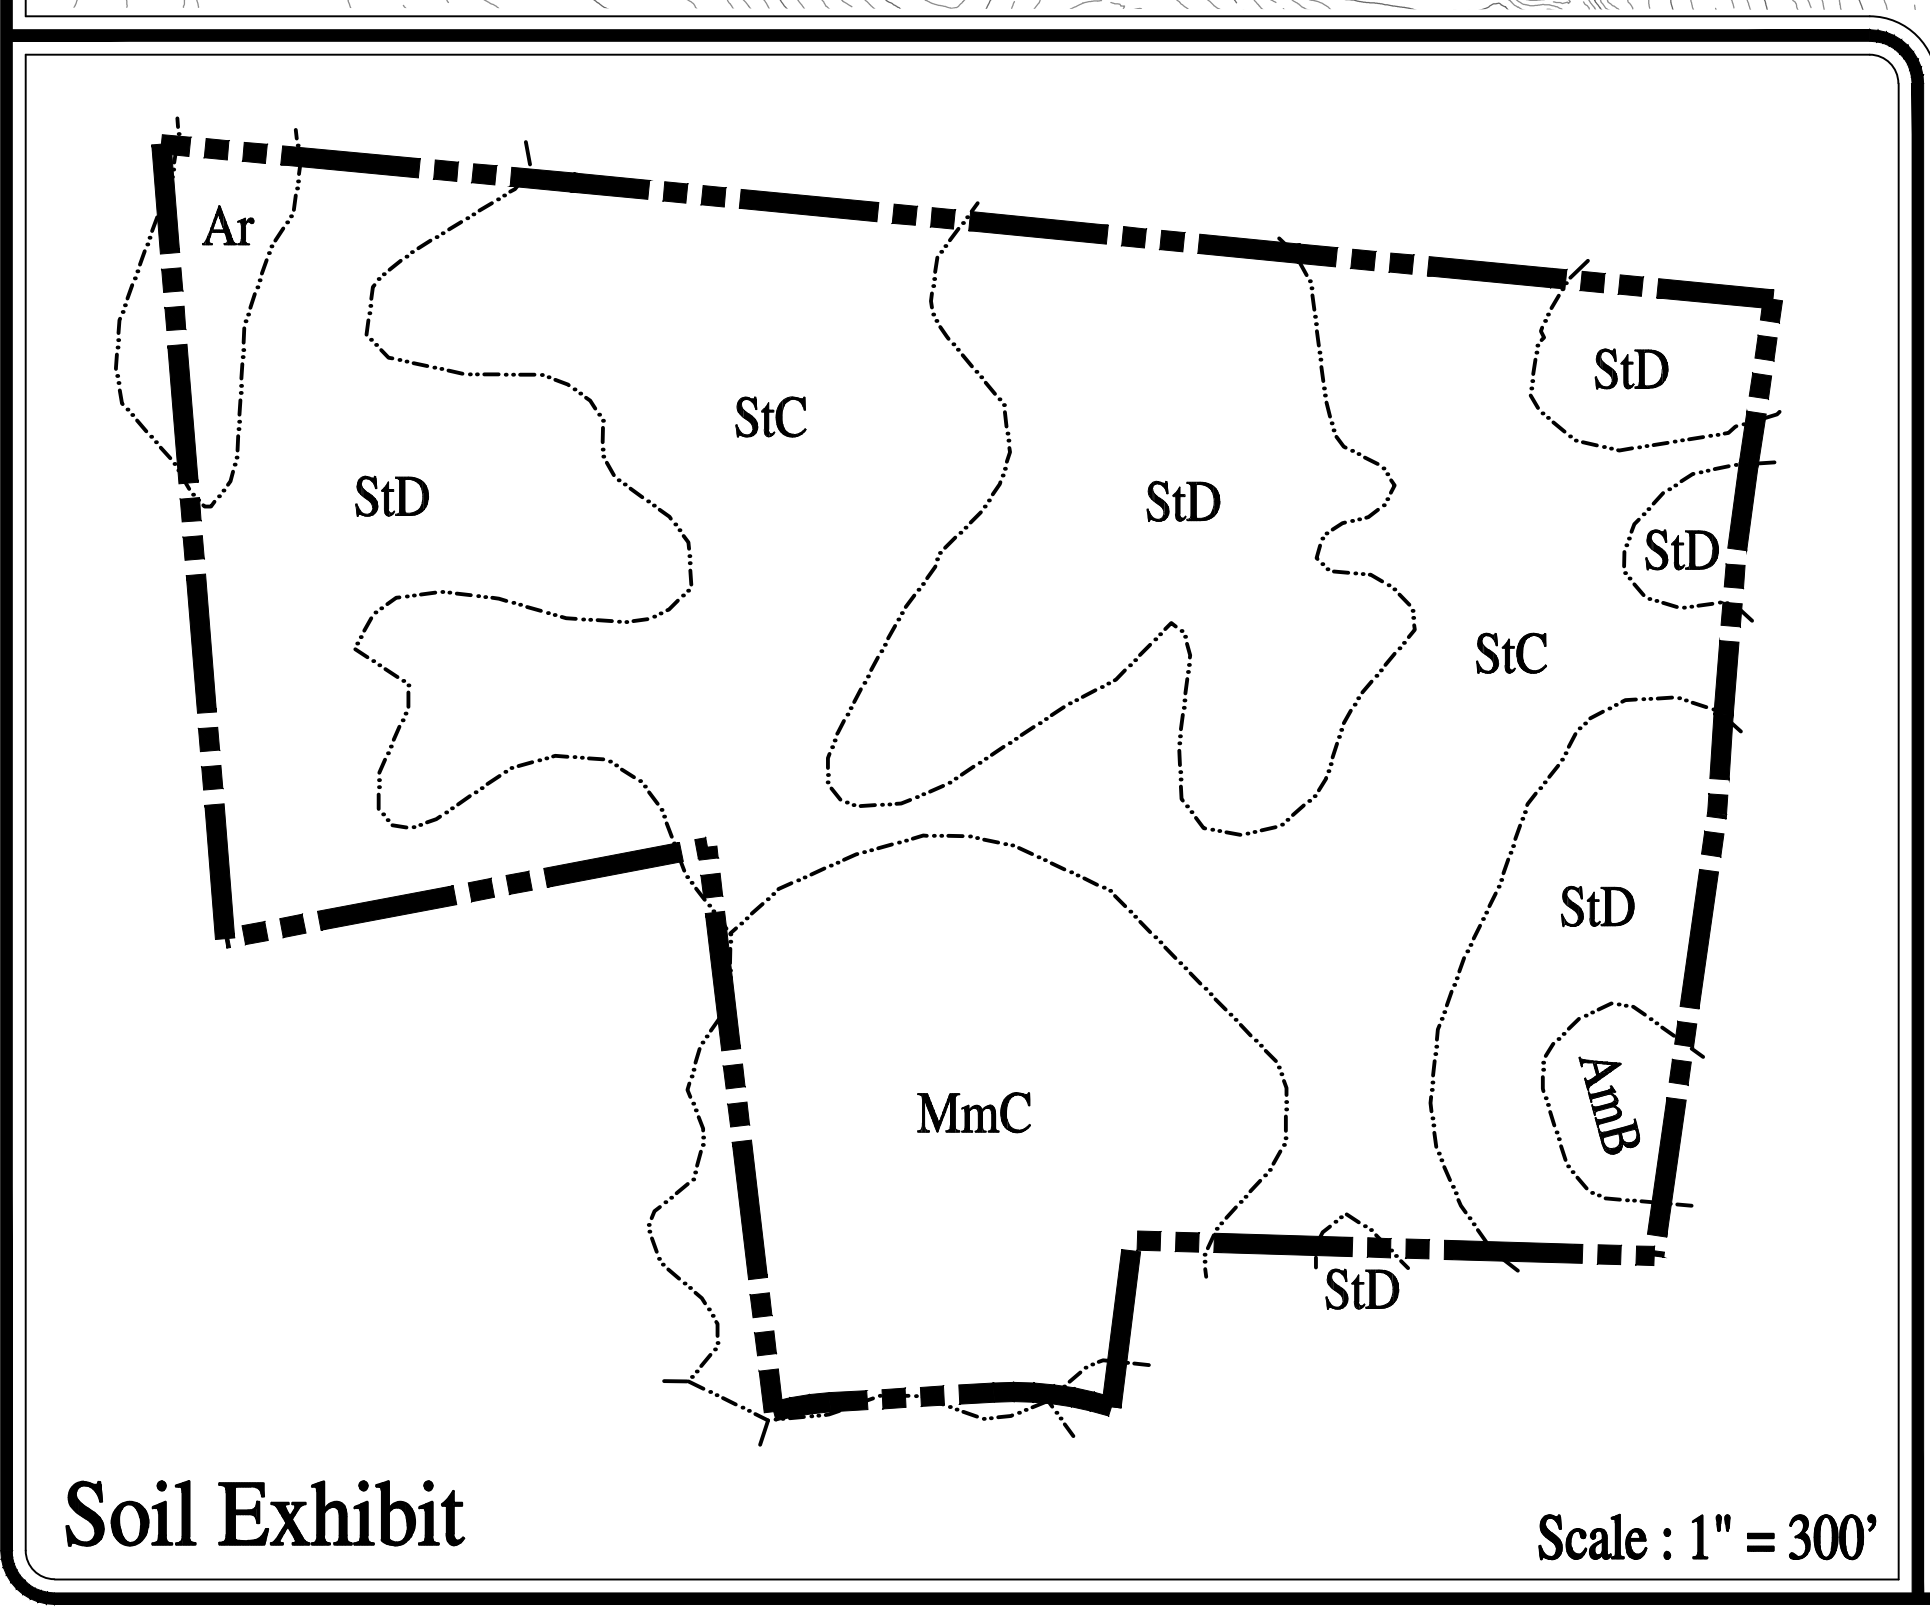 Ar
StD
StC
StD
StD
StD
StC
StD
AmB
MmC
StD
Soil Exhibit
Scale : 1" = 300’